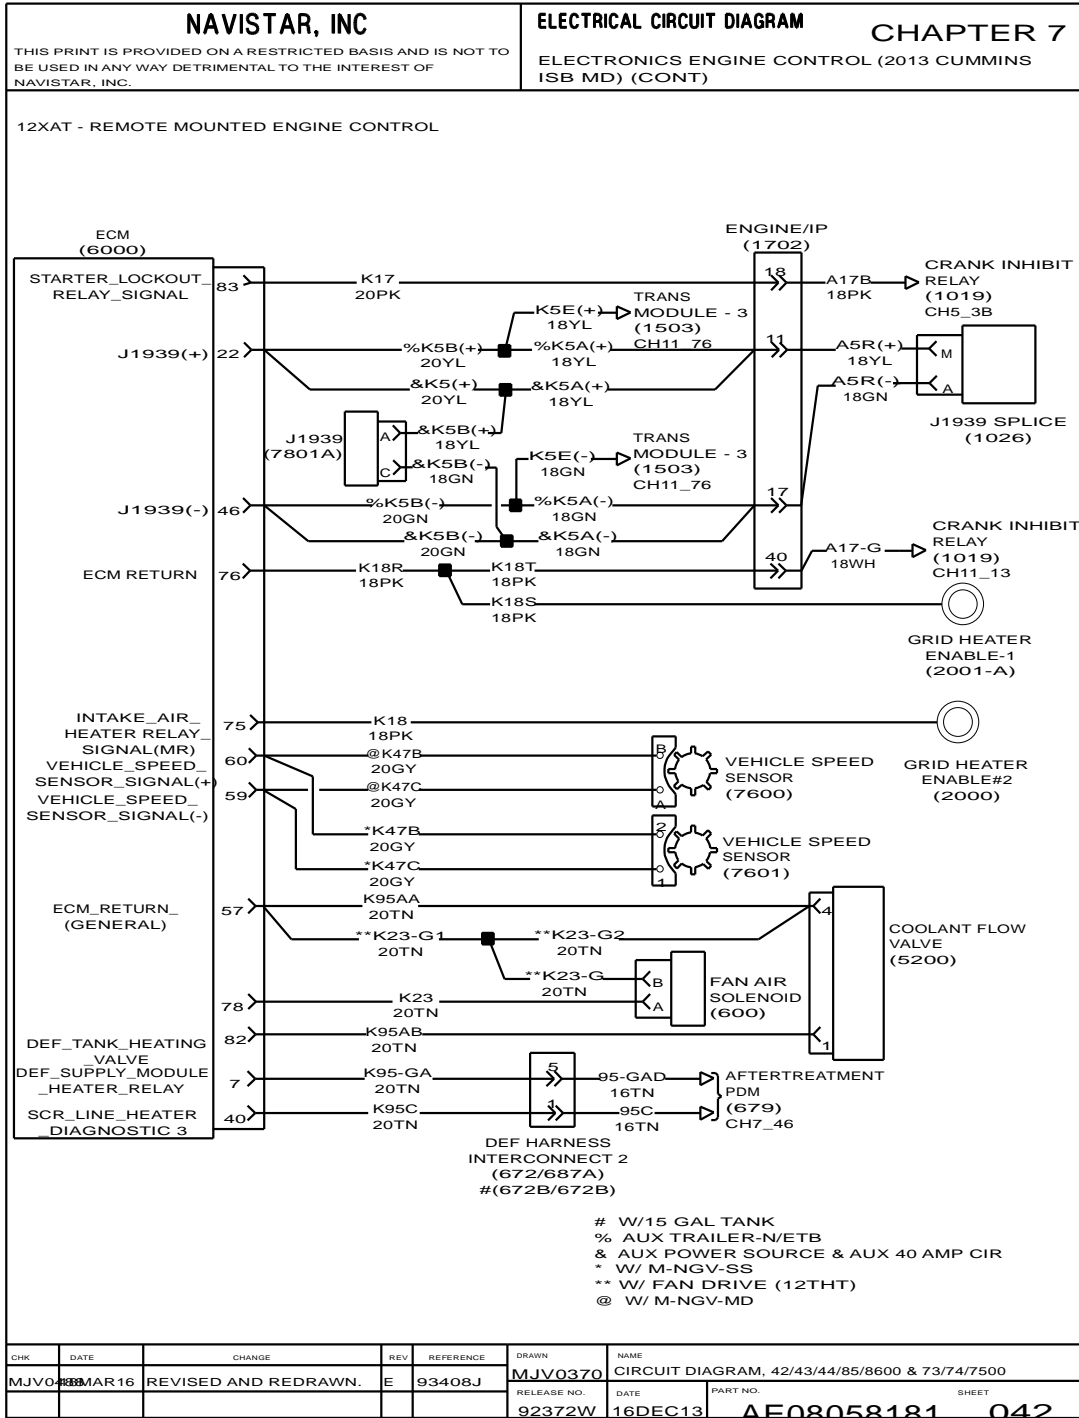 NAVISTAR, INC
THIS PRINT IS PROVIDED ON A RESTRICTED BASIS AND IS NOT TO
BE USED IN ANY WAY DETRIMENTAL TO THE INTEREST OF
NAVISTAR, INC.
ELECTRICAL CIRCUIT DIAGRAM
CHAPTER 7
ELECTRONICS ENGINE CONTROL (2013 CUMMINS
ISB MD) (CONT)
12XAT - REMOTE MOUNTED ENGINE CONTROL
ECM
(6000)
ENGINE/IP
(1702)
STARTER_LOCKOUT_
RELAY_SIGNAL
83
K17
20PK
18
A17B
18PK
CRANK INHIBIT
RELAY
(1019)
CH5_3B
K5E(+)
18YL
TRANS
MODULE - 3
(1503)
CH11_76
J1939(+)
22
%K5B(+)
20YL
%K5A(+)
18YL
11
A5R(+)
18YL
M
&K5(+)
20YL
&K5A(+)
18YL
A5R(-)
18GN
A
J1939 SPLICE
(1026)
J1939
(7801A)
A
&K5B(+)
18YL
C
&K5B(-)
18GN
K5E(-)
18GN
TRANS
MODULE - 3
(1503)
CH11_76
J1939(-)
46
%K5B(-)
20GN
%K5A(-)
18GN
17
&K5B(-)
20GN
&K5A(-)
18GN
ECM RETURN
76
K18R
18PK
K18T
18PK
40
A17-G
18WH
CRANK INHIBIT
RELAY
(1019)
CH11_13
K18S
18PK
GRID HEATER
ENABLE-1
(2001-A)
INTAKE_AIR_
HEATER RELAY_
SIGNAL(MR)
75
K18
18PK
GRID HEATER
ENABLE#2
(2000)
VEHICLE_SPEED_
SENSOR_SIGNAL(+)
60
@K47B
20GY
B
VEHICLE_SPEED_
SENSOR_SIGNAL(-)
59
@K47C
20GY
A
VEHICLE SPEED
SENSOR
(7600)
*K47B
20GY
2
*K47C
20GY
1
VEHICLE SPEED
SENSOR
(7601)
ECM_RETURN_
(GENERAL)
57
K95AA
20TN
4
**K23-G1
20TN
**K23-G2
20TN
COOLANT FLOW
VALVE
(5200)
**K23-G
20TN
B
78
K23
20TN
A
FAN AIR
SOLENOID
(600)
DEF_TANK_HEATING
_VALVE
82
K95AB
20TN
1
DEF_SUPPLY_MODULE
_HEATER_RELAY
7
K95-GA
20TN
5
95-GAD
16TN
SCR_LINE_HEATER
_DIAGNOSTIC 3
40
K95C
20TN
1
95C
16TN
AFTERTREATMENT
PDM
(679)
CH7_46
DEF HARNESS
INTERCONNECT 2
(672/687A)
#(672B/672B)
# W/15 GAL TANK
% AUX TRAILER-N/ETB
& AUX POWER SOURCE & AUX 40 AMP CIR
* W/ M-NGV-SS
** W/ FAN DRIVE (12THT)
@ W/ M-NGV-MD
CHK DATE CHANGE REV REFERENCE
REVISED AND REDRAWN. E 93408J
DRAWN
MJV0370
NAME
CIRCUIT DIAGRAM, 42/43/44/85/8600 & 73/74/7500
RELEASE NO.
92372W
DATE
16DEC13
PART NO.
AE08058181
SHEET
042